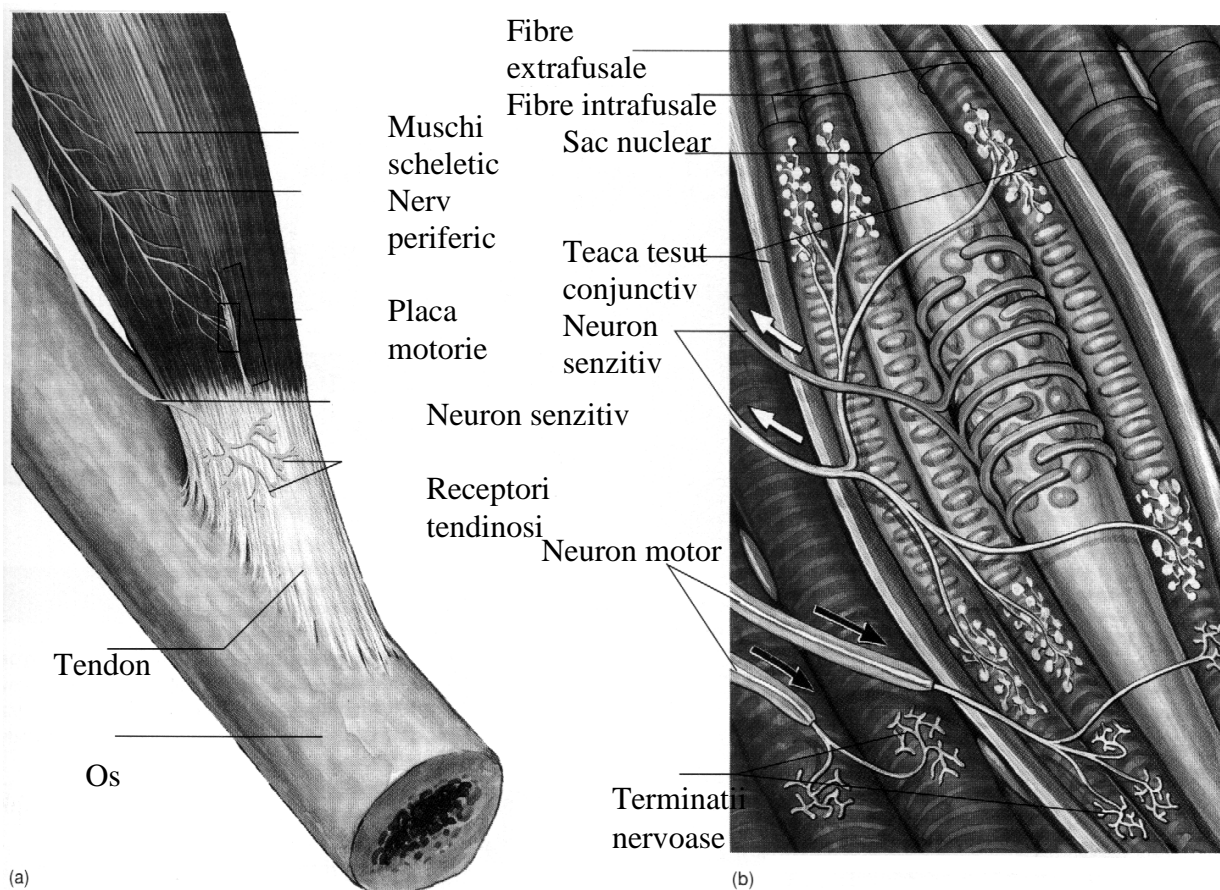 Muschi
scheletic
Nerv
periferic
Placa
motorie
Neuron senzitiv
Receptori
tendinosi
Tendon
Os
(a)
Fibre
extrafusale
Fibre intrafusale
Sac nuclear
Teaca tesut
conjunctiv
Neuron
senzitiv
Neuron motor
Terminatii
nervoase
(b)